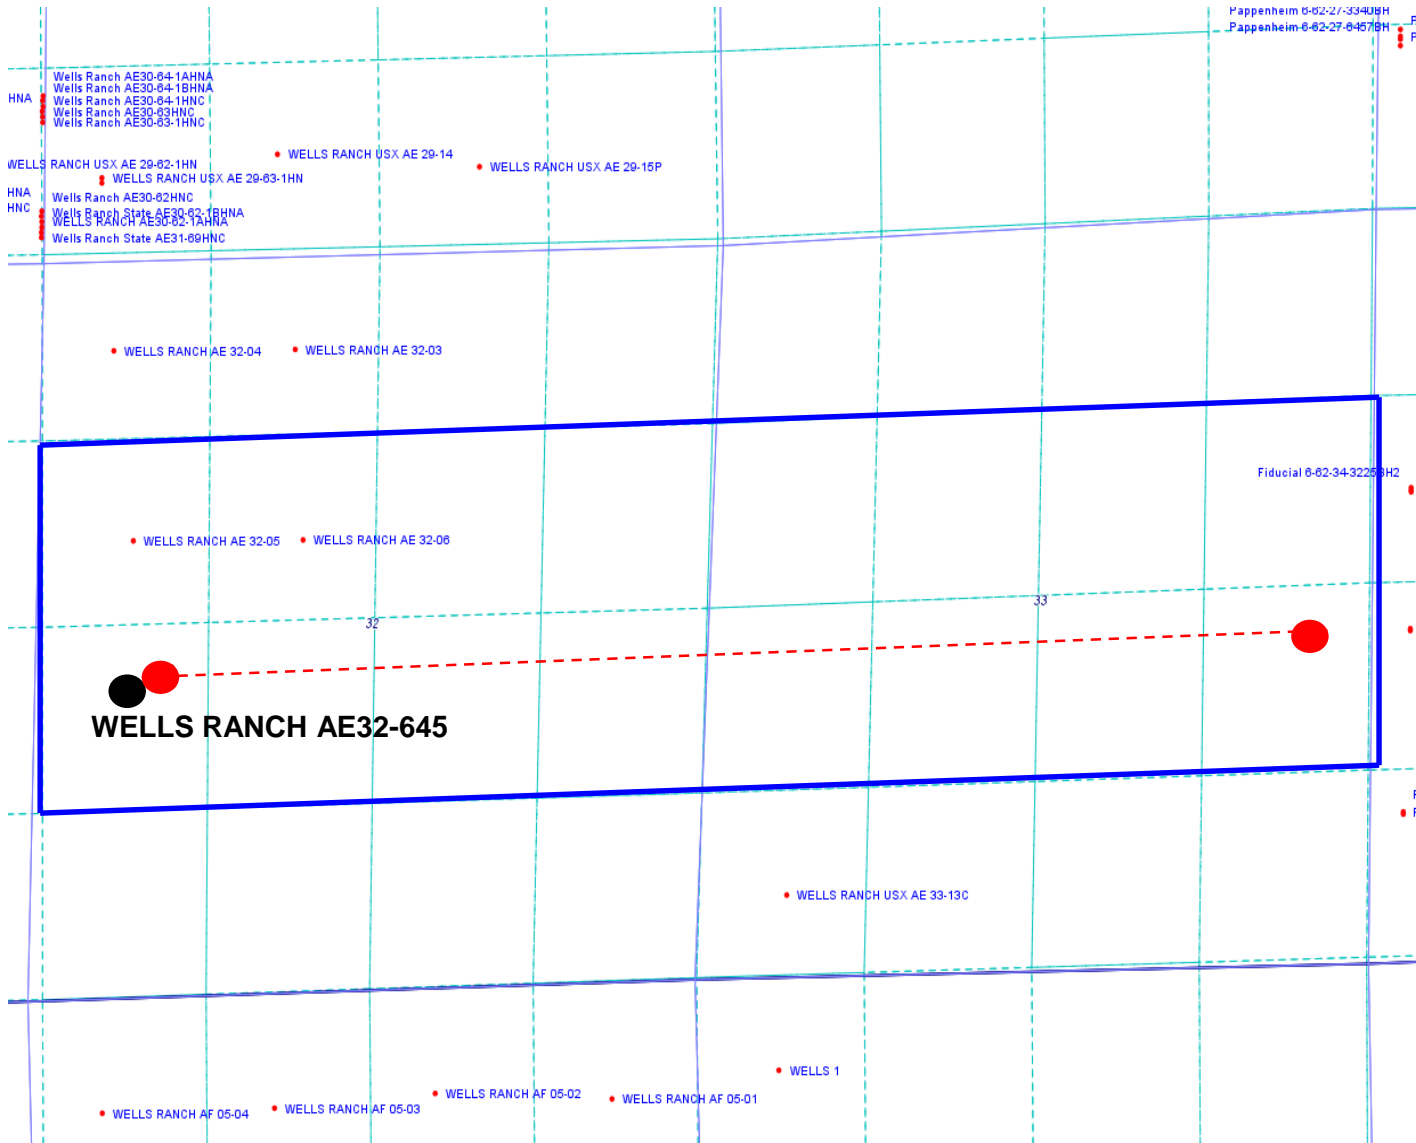 Pappenheim 6-62-27-3340BH
Pappenheim 6-62-27-6457BH
P
P
Wells Ranch AE30-64-1AHNA
Wells Ranch AE30-64-1BHNA
HNA
Wells Ranch AE30-64-1HNC
Wells Ranch AE30-63HNC
Wells Ranch AE30-63-1HNC
WELLS RANCH USX AE 29-14
WELLS RANCH USX AE 29-62-1HN
WELLS RANCH USX AE 29-15P
WELLS RANCH USX AE 29-63-1HN
HNA
Wells Ranch AE30-62HNC
HNC
Wells Ranch State AE30-62-1BHNA
WELLS RANCH AE30-62-1AHNA
Wells Ranch State AE31-69HNC
WELLS RANCH AE 32-04
WELLS RANCH AE 32-03
Fiducial 6-62-34-3225BH2
WELLS RANCH AE 32-05
WELLS RANCH AE 32-06
33
32
WELLS RANCH AE32-645
F
F
WELLS RANCH USX AE 33-13C
WELLS 1
WELLS RANCH AF 05-02
WELLS RANCH AF 05-01
WELLS RANCH AF 05-03
WELLS RANCH AF 05-04